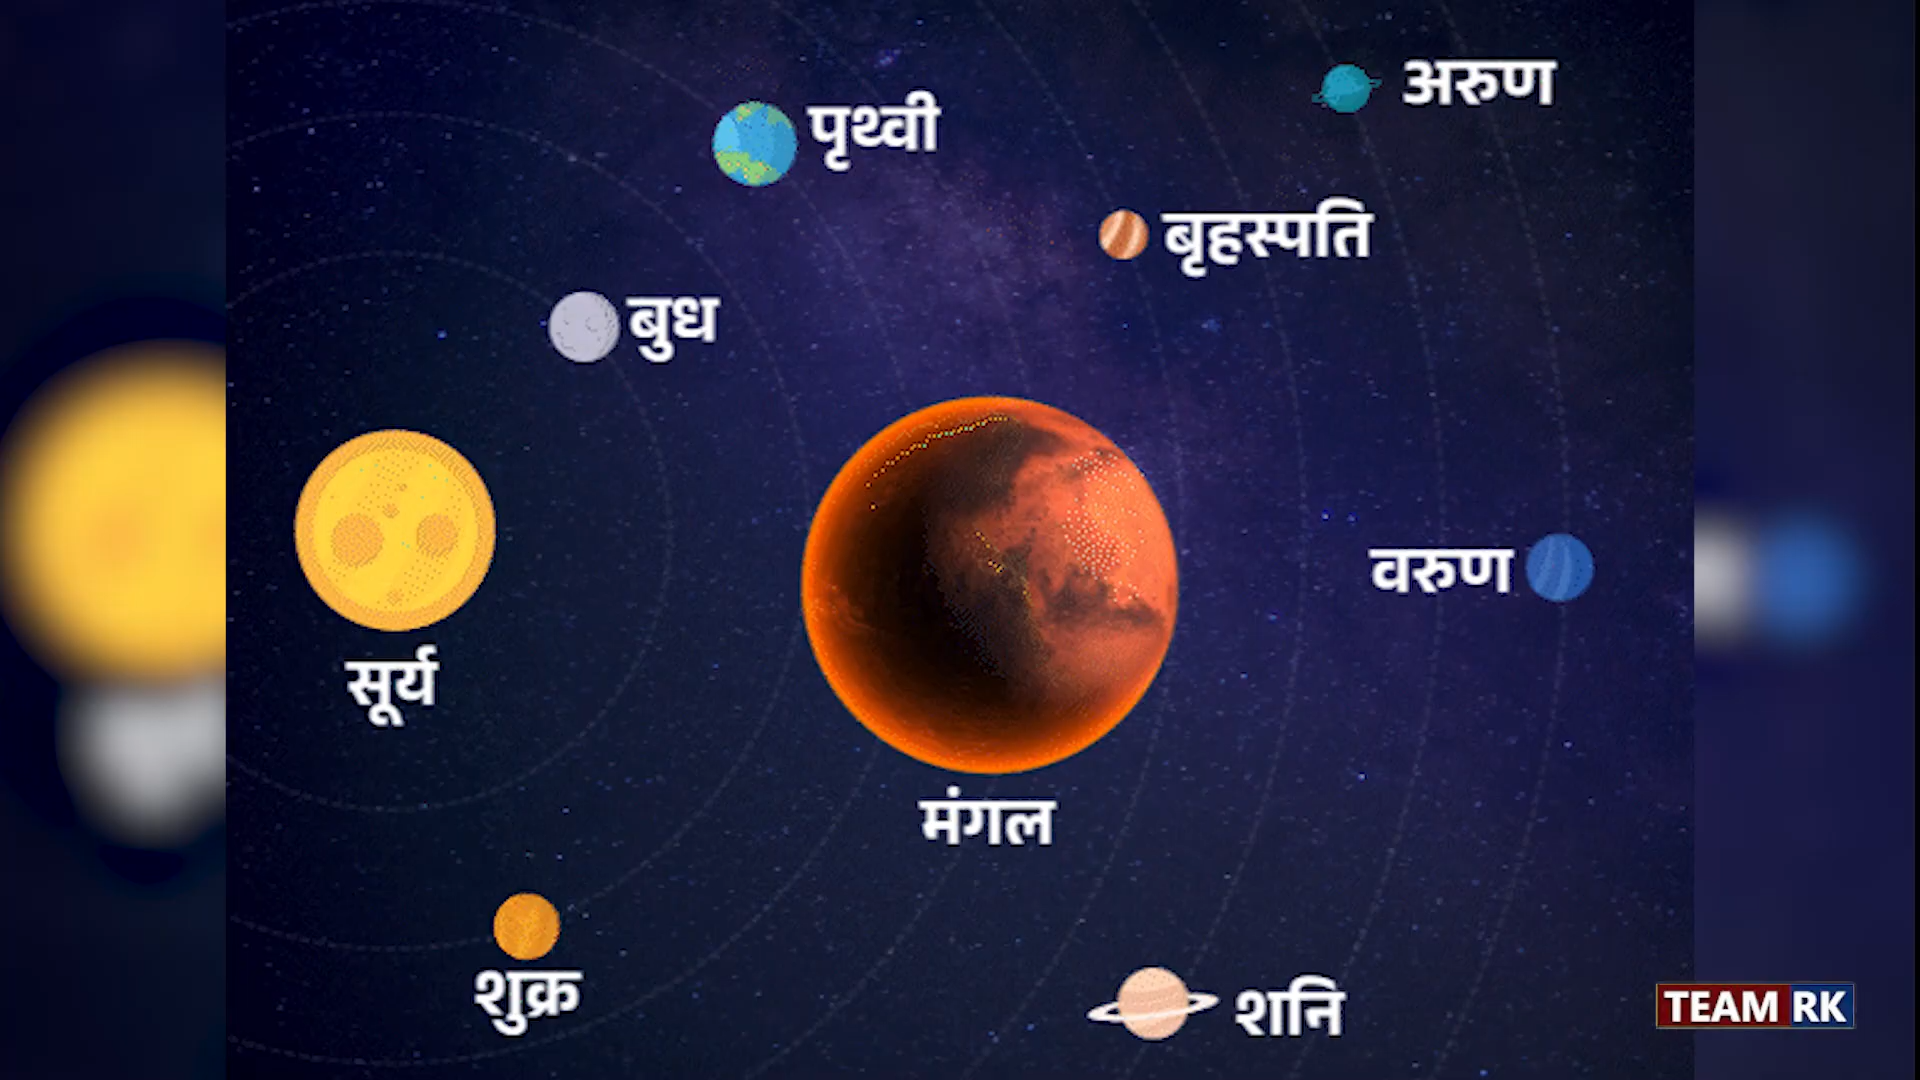 अरुण
पृथ्वी
बृहस्पति
बुध
वरुण
सूर्य
मंगल
शुक्र
शनि
TEAM RK